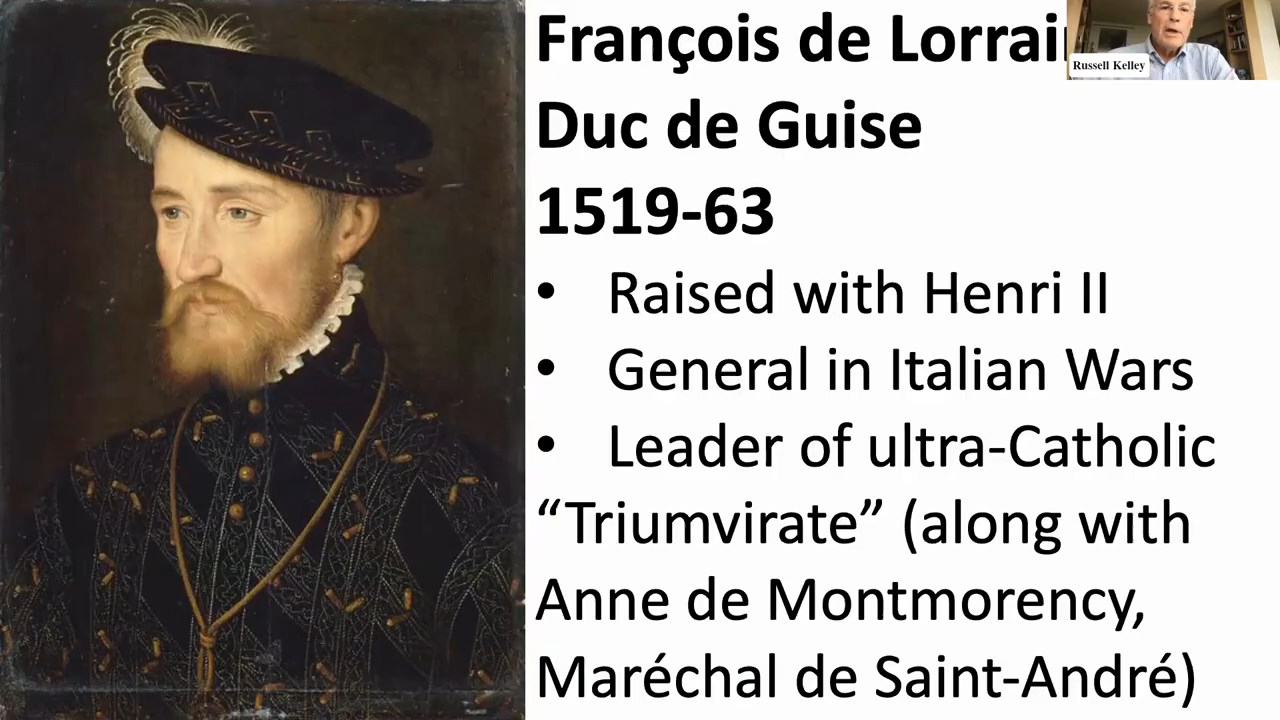 François de Lorrai
Russell Kelley
Duc de Guise
1519-63
• Raised with Henri II
• General in Italian Wars
• Leader of ultra-Catholic
“Triumvirate” (along with
Anne de Montmorency,
Maréchal de Saint-André)